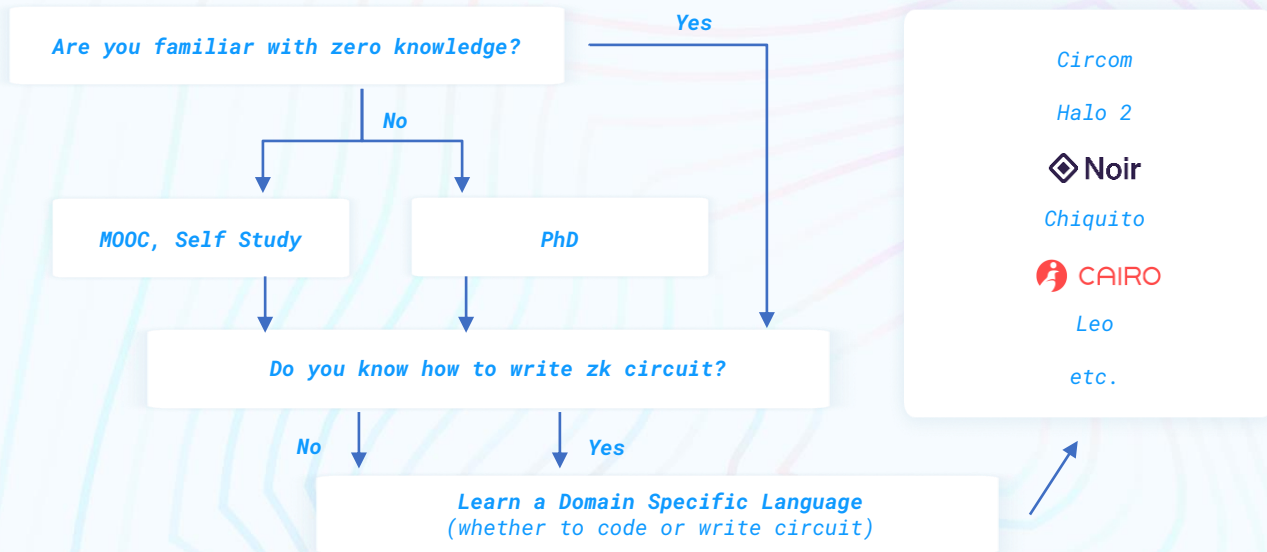 Are you familiar with zero knowledge?
Yes
No
MOOC, Self Study
PhD
Do you know how to write zk circuit?
No
Yes
Learn a Domain Specific Language
(whether to code or write circuit)
Circom
Halo 2
Noir
Chiquito
CAIRO
Leo
etc.